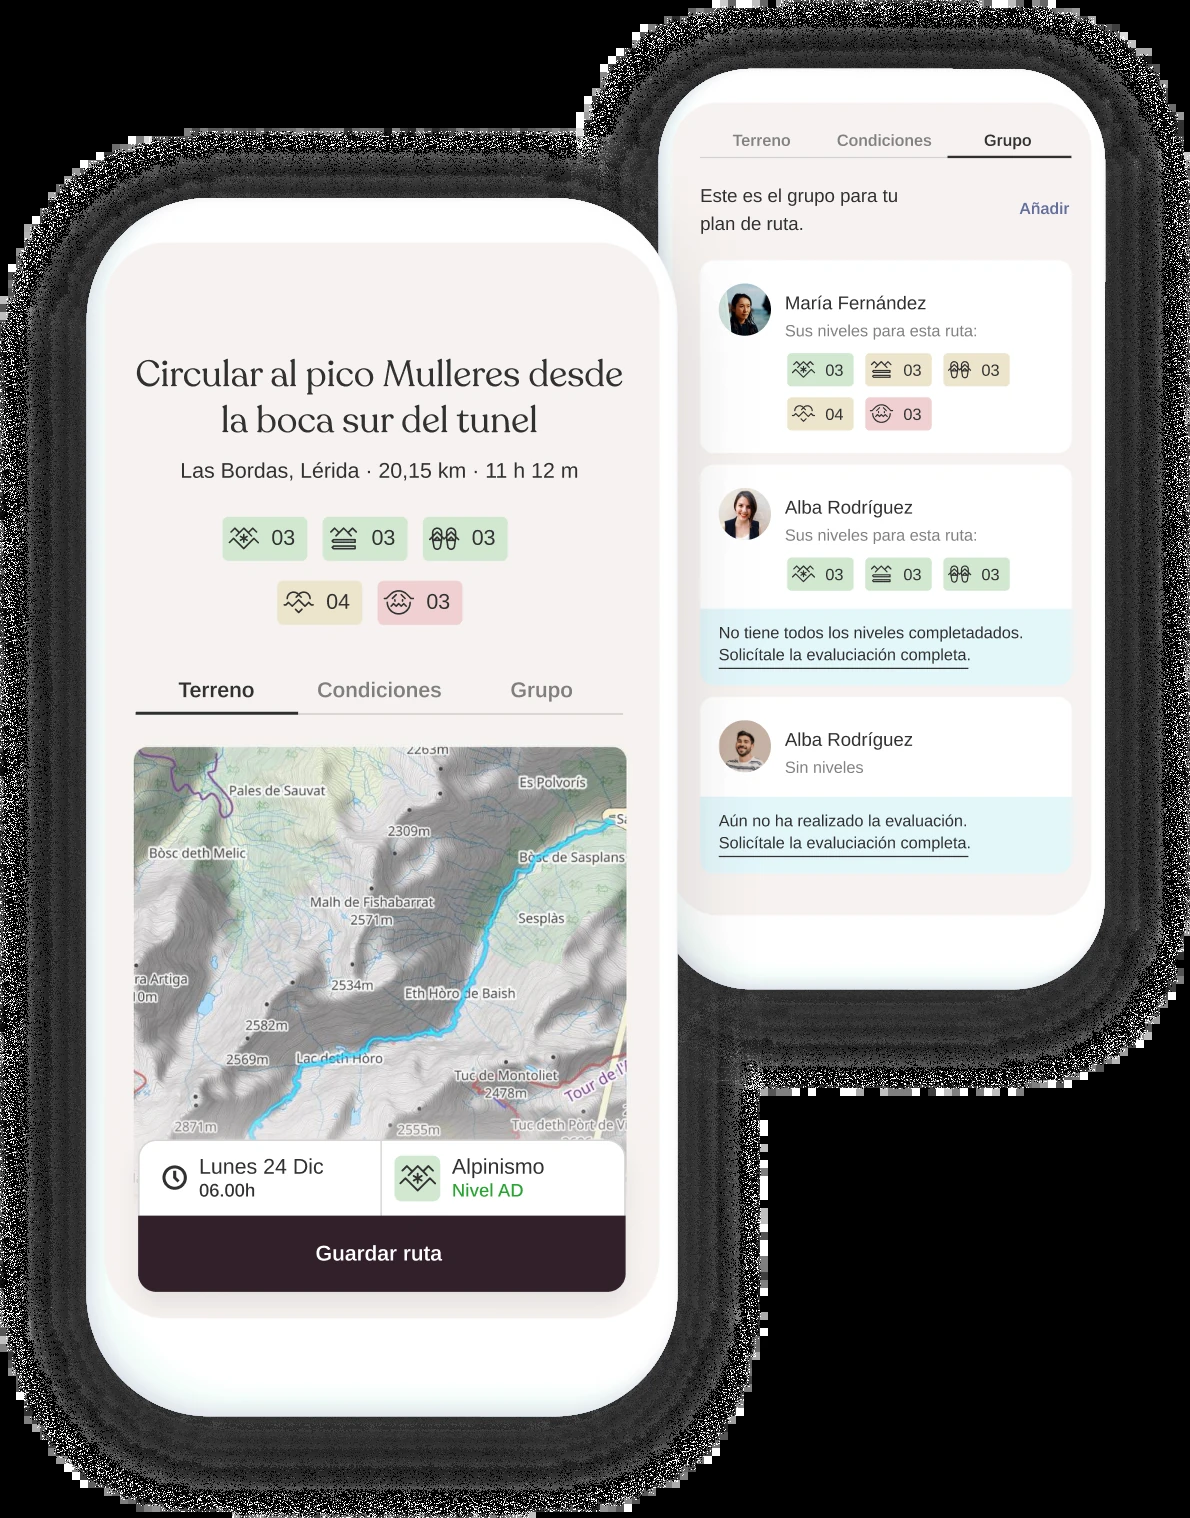 Circular al pico Mulleres desde
la boca sur del tunel
Las Bordas, Lérida · 20,15 km · 11 h 12 m
03 03 03
04 03
Terreno Condiciones Grupo
2263m
Es Polvorís
Pales de Sauvat
2309m
Bòsc deth Melic
Bòsc de Sasplans
Malh de Fishabarrat
2571m
Sesplàs
ra Artiga
10m
2534m
Eth Hòro de Baish
2582m
2569m
Lac deth Hòro
Tuc de Montoliet
2478m
Tour de l'A
2871m
2555m
Tuc deth Pòrt de Vi
Lunes 24 Dic
06.00h
Alpinismo
Nivel AD
Guardar ruta
Terreno Condiciones Grupo
Este es el grupo para tu
plan de ruta.
Añadir
María Fernández
Sus niveles para esta ruta:
03 03 03
04 03
Alba Rodríguez
Sus niveles para esta ruta:
03 03 03
No tiene todos los niveles completadados.
Solicítale la evaluciación completa.
Alba Rodríguez
Sin niveles
Aún no ha realizado la evaluación.
Solicítale la evaluciación completa.